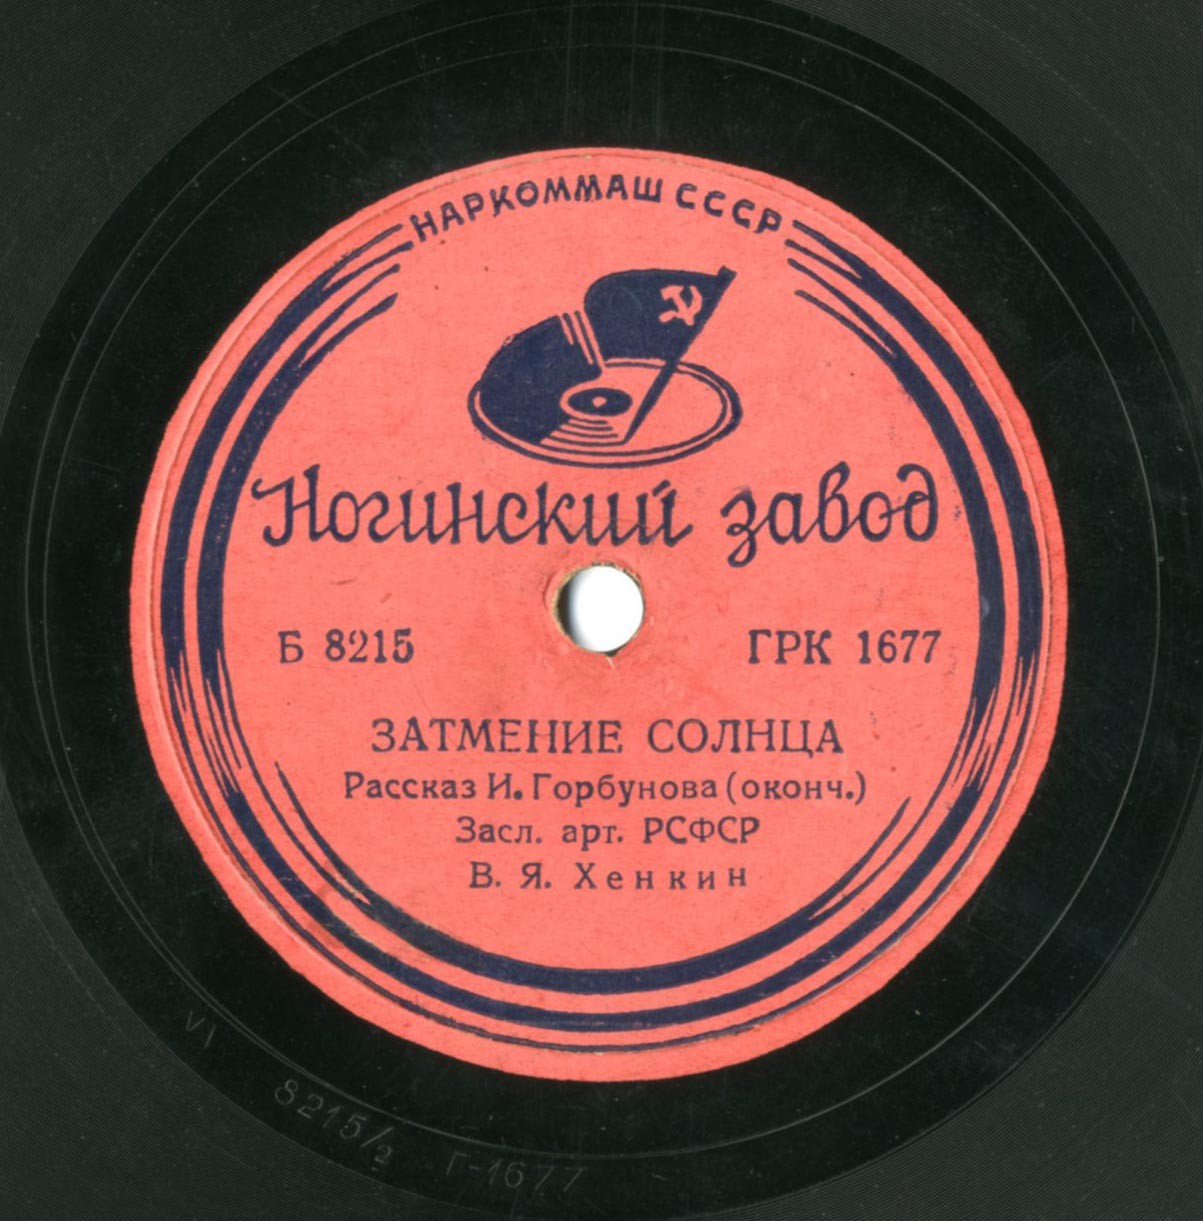 НАРКОММАШ СССР
Ногинский завод
Б 8215 ГРК 1677
ЗАТМЕНИЕ СОЛНЦА
Рассказ И. Горбунова (оконч.)
Засл. арт. РСФСР
В. Я. Хенкин
VI 8215/2 Г-1677